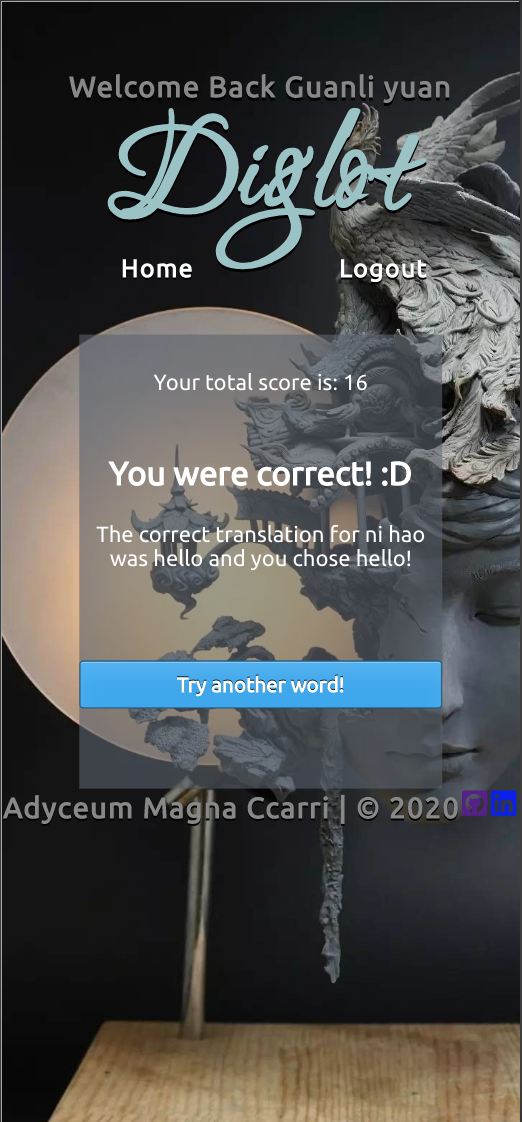 Welcome Back Guanli yuan
Diglot
Home Logout
Your total score is: 16
You were correct! :D
The correct translation for ni hao
was hello and you chose hello!
Try another word!
Adyceum Magna Ccarri | © 2020 in